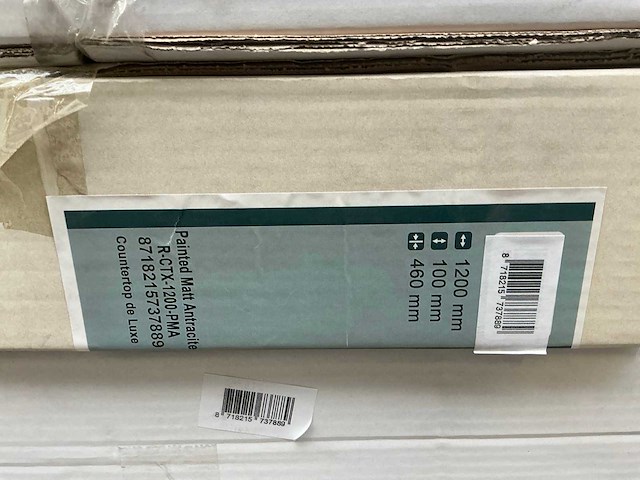 Painted Matt Antracite
R-CTX-1200-PMA
8718215737889
Countertop de Luxe
1200 mm
100 mm
460 mm
8 718215 737889
8 718215 737889